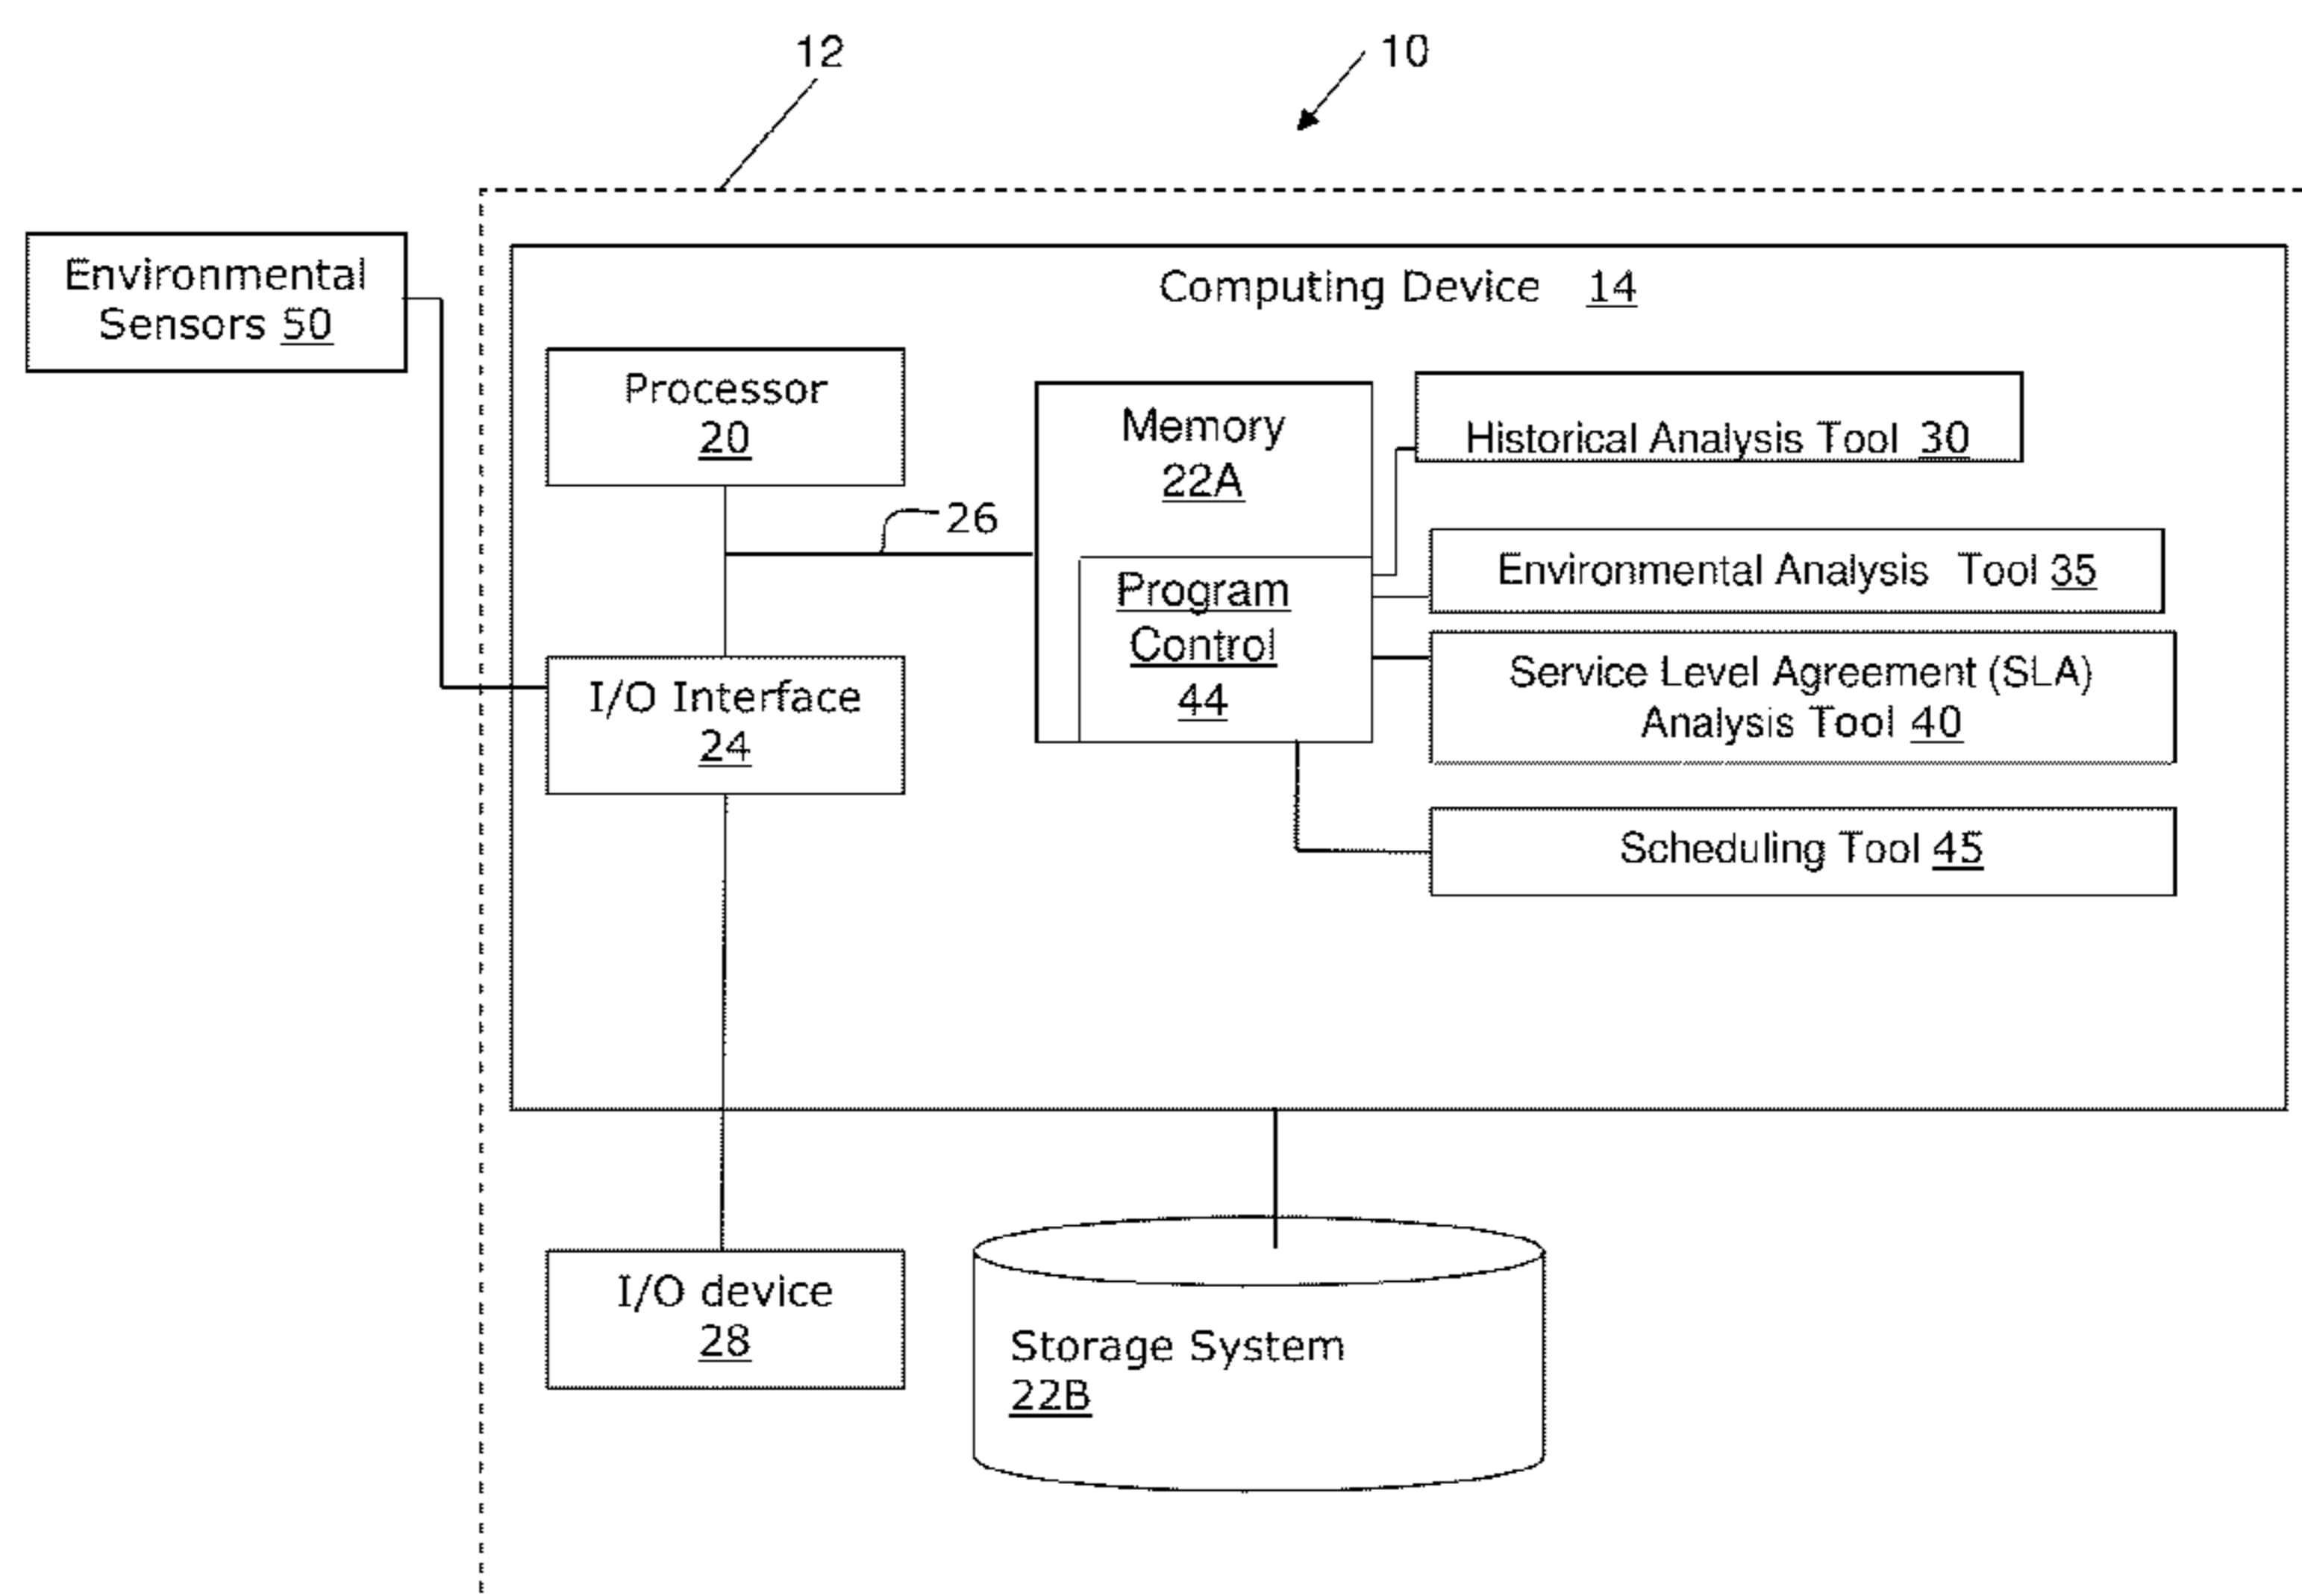 12
10
Environmental
Sensors 50
Computing Device 14
Processor
20
Memory
22A
Historical Analysis Tool 30
26
Environmental Analysis Tool 35
Program
Control
44
Service Level Agreement (SLA)
Analysis Tool 40
I/O Interface
24
Scheduling Tool 45
I/O device
28
Storage System
22B